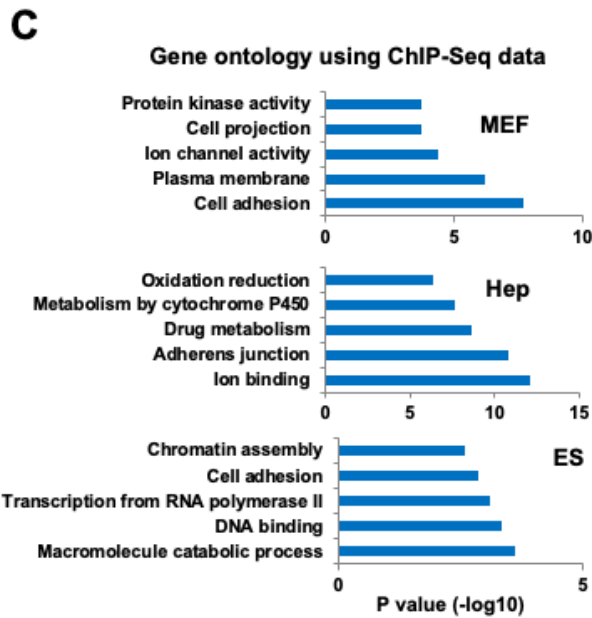 C
Gene ontology using ChIP-Seq data
Protein kinase activity
Cell projection
Ion channel activity
Plasma membrane
Cell adhesion
MEF
0 5 10
Oxidation reduction
Metabolism by cytochrome P450
Drug metabolism
Adherens junction
Ion binding
Hep
0 5 10 15
Chromatin assembly
Cell adhesion
Transcription from RNA polymerase II
DNA binding
Macromolecule catabolic process
ES
0 5
P value (-log10)